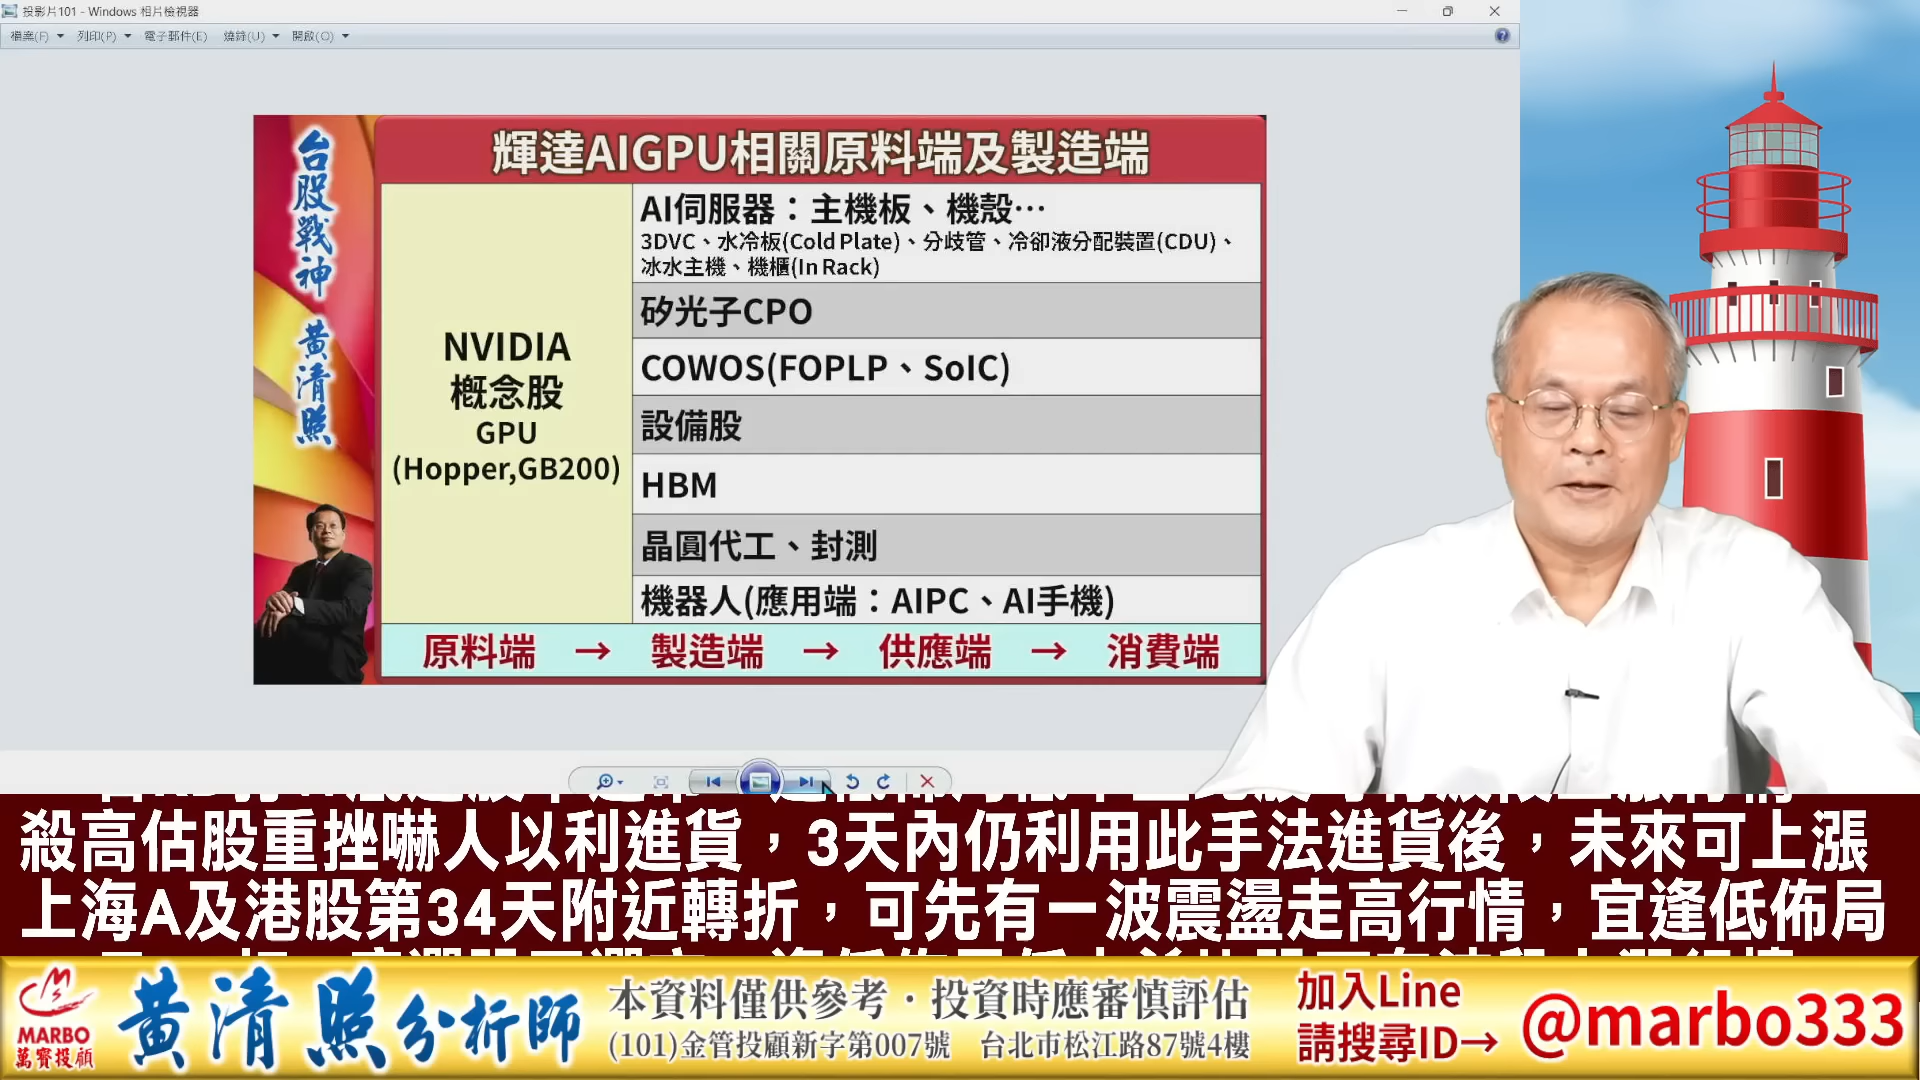 投影片101 - Windows 相片檢視器
檔案(F) 列印(P) 電子郵件(E) 燒錄(U) 開啟(O)
台股戰神 黃清照
輝達AIGPU相關原料端及製造端
NVIDIA
概念股
GPU
(Hopper,GB200)
AI伺服器：主機板、機殼…
3DVC、水冷板(Cold Plate)、分歧管、冷卻液分配裝置(CDU)、
冰水主機、機櫃(In Rack)
矽光子CPO
COWOS(FOPLP、SoIC)
設備股
HBM
晶圓代工、封測
機器人(應用端：AIPC、AI手機)
原料端 → 製造端 → 供應端 → 消費端
殺高估股重挫嚇人以利進貨，3天內仍利用此手法進貨後，未來可上漲
上海A及港股第34天附近轉折，可先有一波震盪走高行情，宜逢低佈局
MARBO
萬寶投顧
黃清照分析師
本資料僅供參考．投資時應審慎評估
(101)金管投顧新字第007號 台北市松江路87號4樓
加入Line
請搜尋ID→
@marbo333